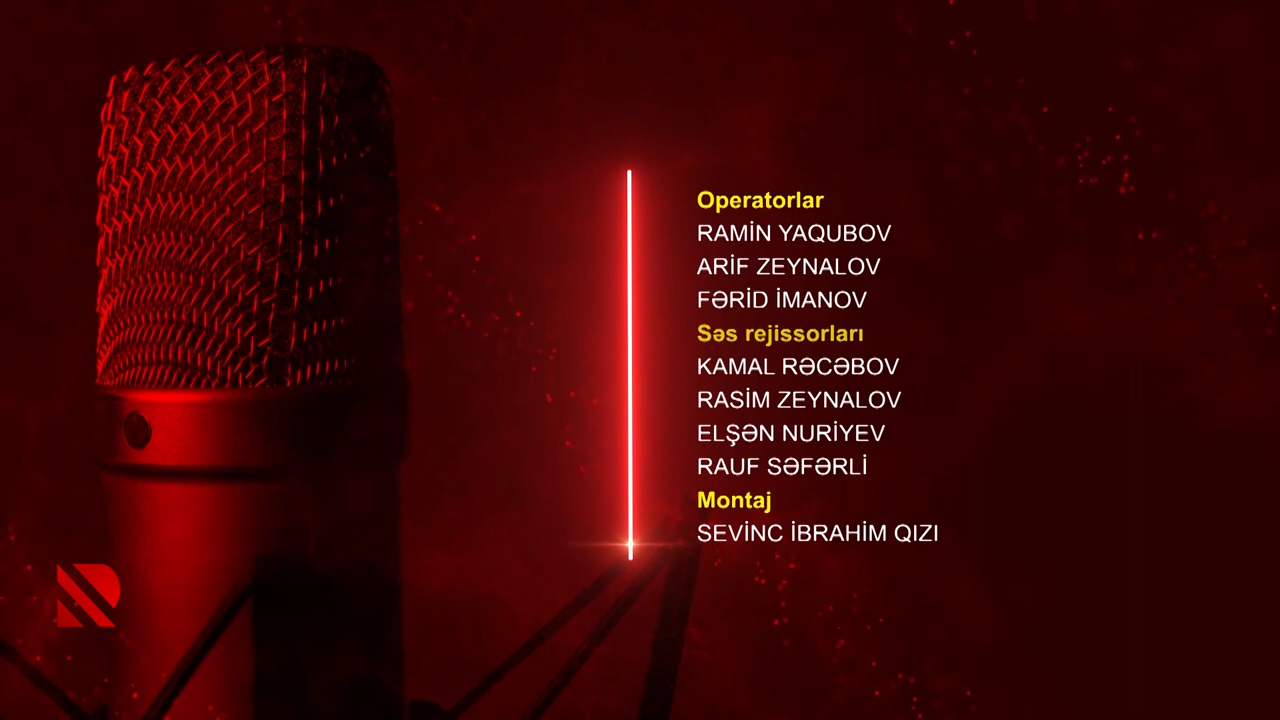 Operatorlar
RAMİN YAQUBOV
ARİF ZEYNALOV
FƏRİD İMANOV
Səs rejissorları
KAMAL RƏCƏBOV
RASİM ZEYNALOV
ELŞƏN NURİYEV
RAUF SƏFƏRLİ
Montaj
SEVİNC İBRAHİM QIZI